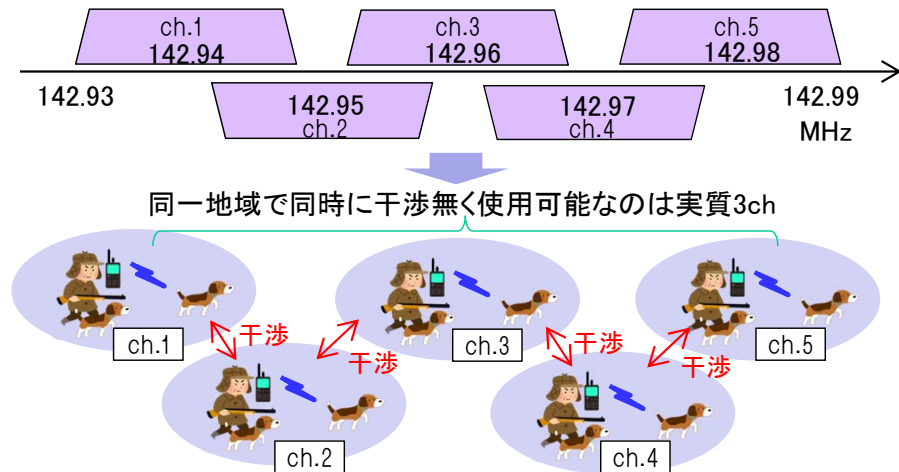 ch.1
142.94
ch.3
142.96
ch.5
142.98
142.93
142.95
ch.2
142.97
ch.4
142.99
MHz
同一地域で同時に干渉無く使用可能なのは実質3ch
ch.1
干渉
干渉
ch.3
干渉
干渉
ch.5
ch.2
ch.4